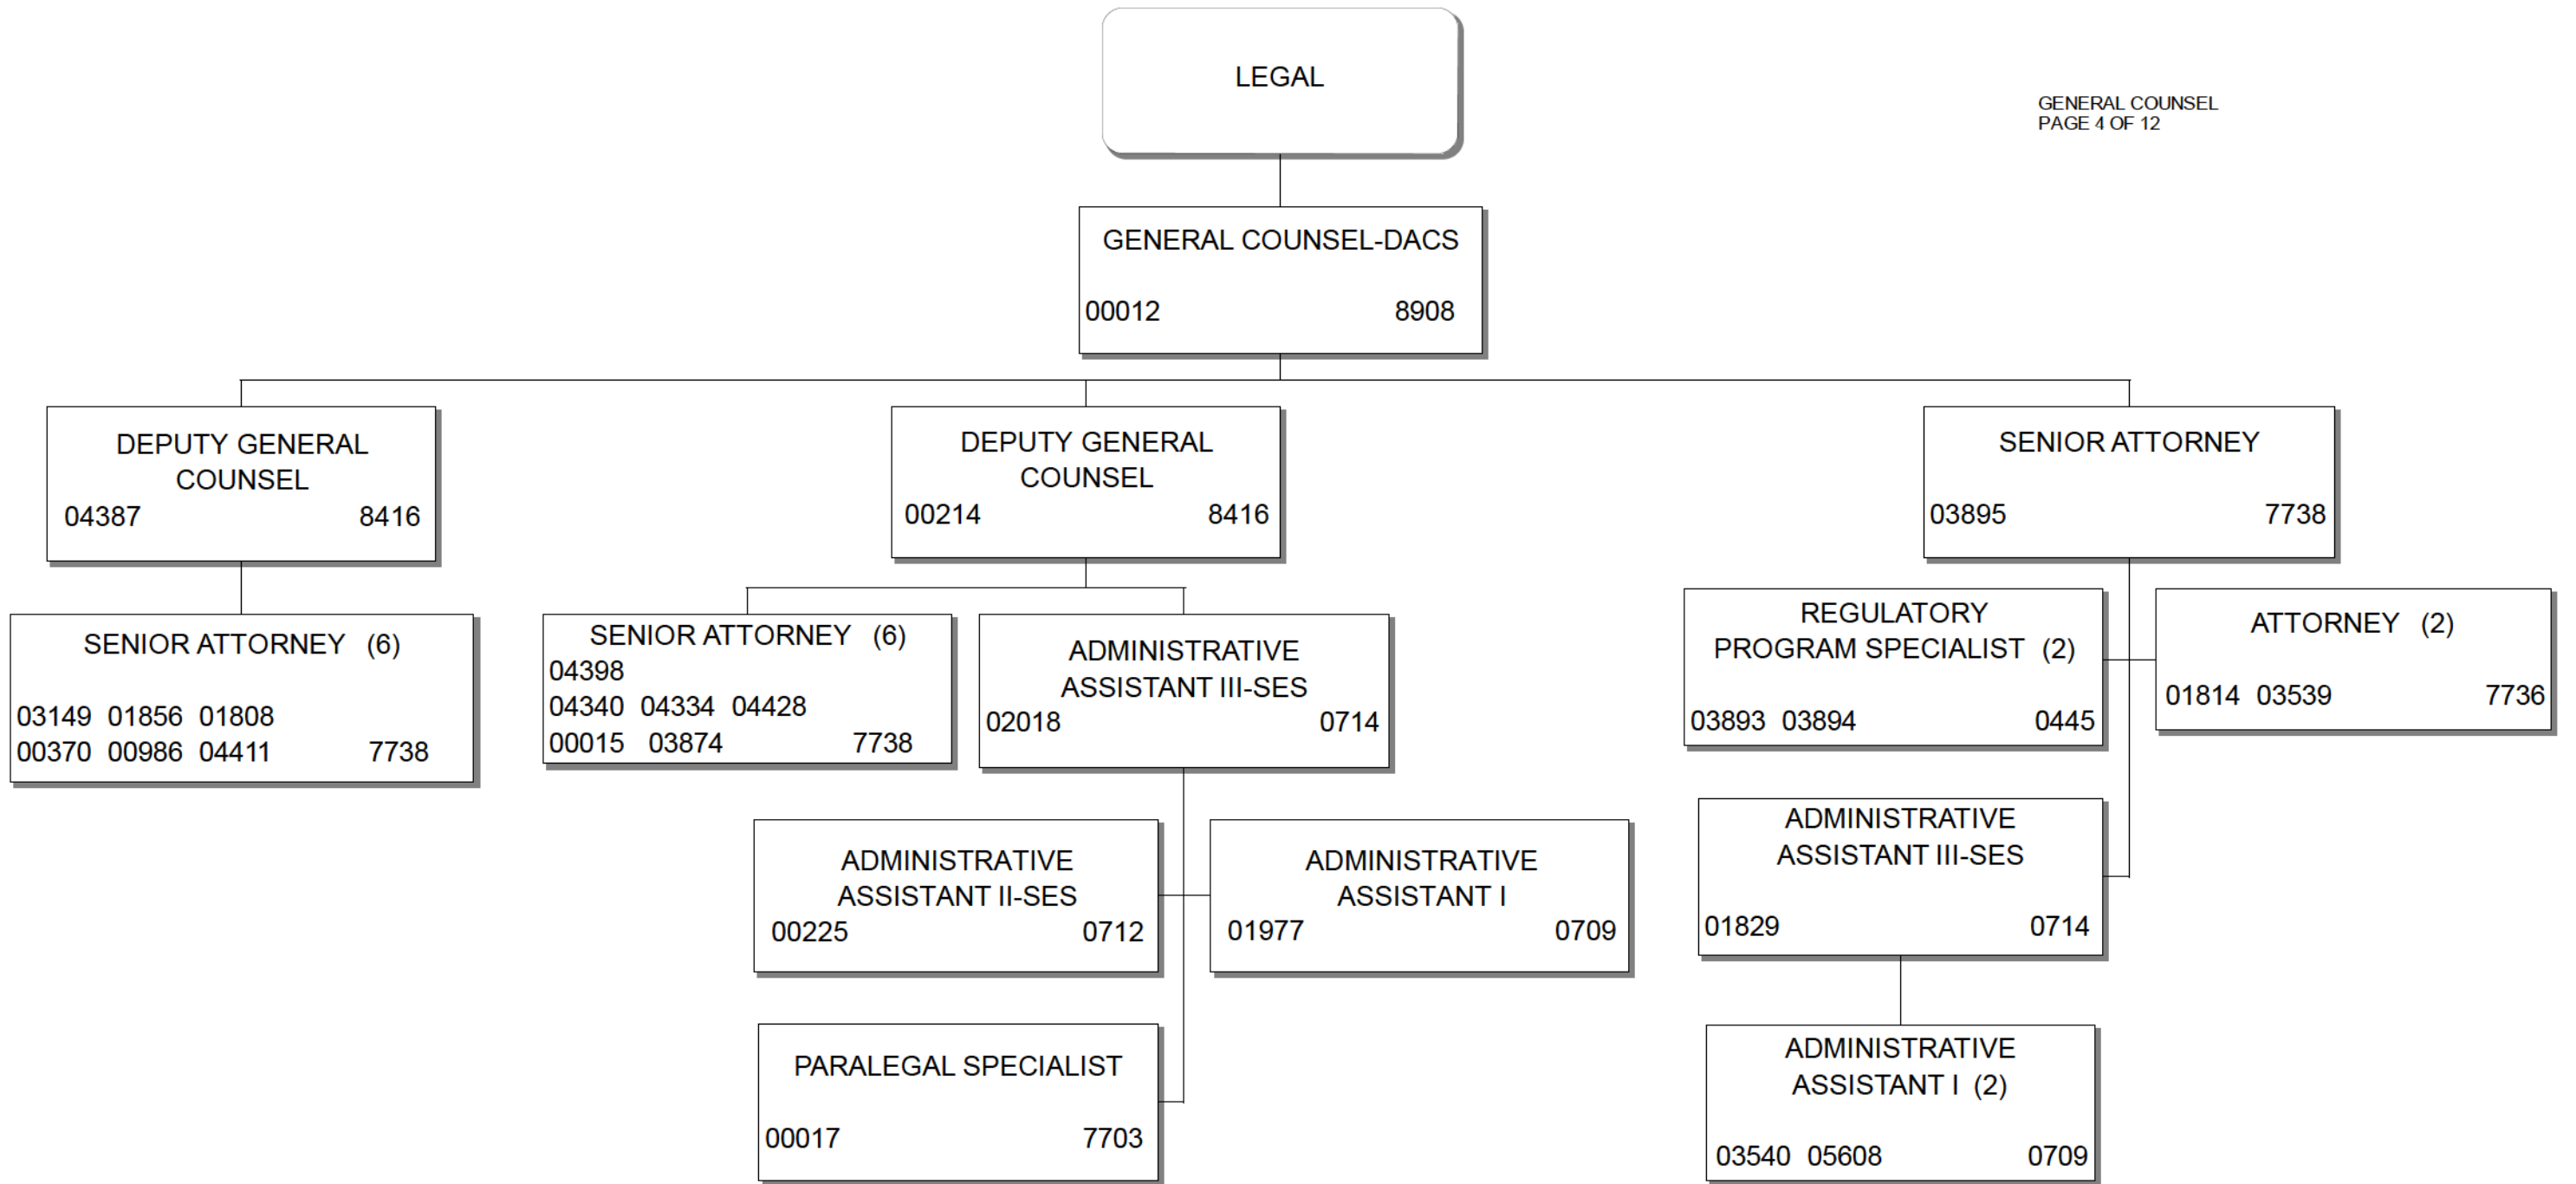 LEGAL
GENERAL COUNSEL
PAGE 4 OF 12
GENERAL COUNSEL-DACS
00012 8908
DEPUTY GENERAL
COUNSEL
04387 8416
DEPUTY GENERAL
COUNSEL
00214 8416
SENIOR ATTORNEY
03895 7738
SENIOR ATTORNEY (6)
03149 01856 01808
00370 00986 04411 7738
SENIOR ATTORNEY (6)
04398
04340 04334 04428
00015 03874 7738
ADMINISTRATIVE
ASSISTANT III-SES
02018 0714
REGULATORY
PROGRAM SPECIALIST (2)
03893 03894 0445
ATTORNEY (2)
01814 03539 7736
ADMINISTRATIVE
ASSISTANT II-SES
00225 0712
ADMINISTRATIVE
ASSISTANT I
01977 0709
ADMINISTRATIVE
ASSISTANT III-SES
01829 0714
PARALEGAL SPECIALIST
00017 7703
ADMINISTRATIVE
ASSISTANT I (2)
03540 05608 0709